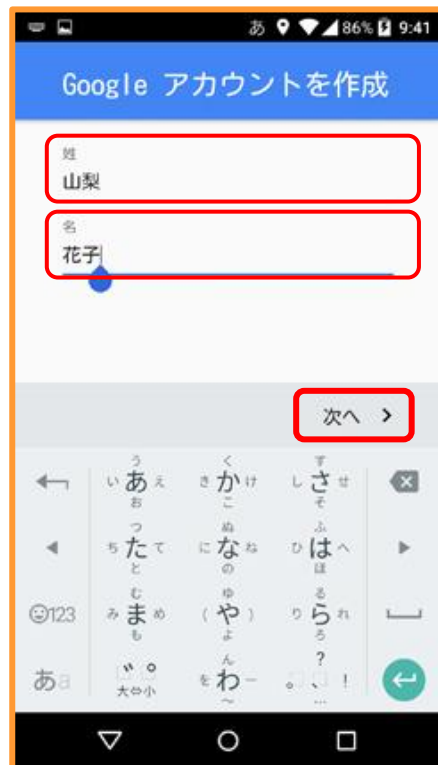 あ 86% 9:41
Google アカウントを作成
姓
山梨
名
花子
次へ
う く す
いあえ きかけ しさせ
お こ そ
つ ぬ ふ
ちたて になね ひはへ
と の ほ
む ゆ る
みまめ (や) りられ
も よ ろ
123
ん ?
あa 大⇔小 をわー 。、!
〜 …